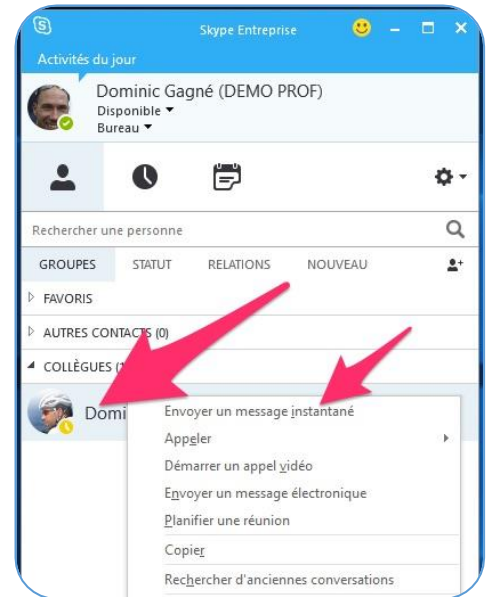 Skype Entreprise
Activités du jour
Dominic Gagné (DEMO PROF)
Disponible
Bureau
Rechercher une personne
GROUPES STATUT RELATIONS NOUVEAU
FAVORIS
AUTRES CONTACTS (0)
COLLÈGUES
Envoyer un message instantané
Appeler
Démarrer un appel vidéo
Envoyer un message électronique
Planifier une réunion
Copier
Rechercher d'anciennes conversations